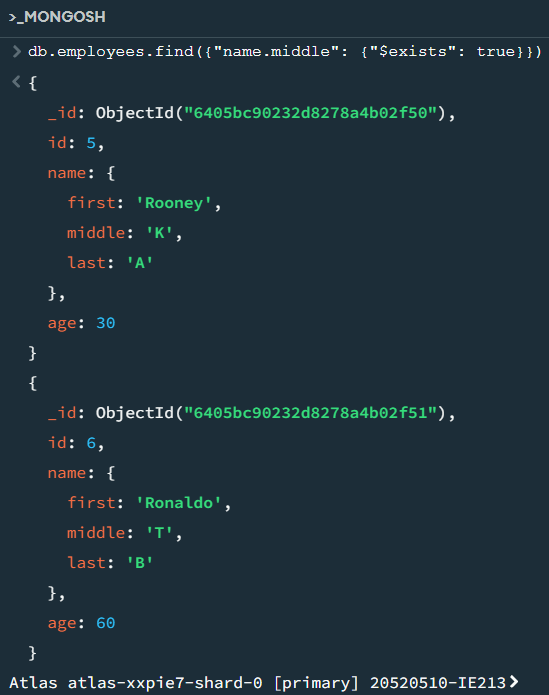 >_MONGOSH
> db.employees.find({"name.middle": {"$exists": true}})
< {
_id: ObjectId("6405bc90232d8278a4b02f50"),
id: 5,
name: {
first: 'Rooney',
middle: 'K',
last: 'A'
},
age: 30
}
{
_id: ObjectId("6405bc90232d8278a4b02f51"),
id: 6,
name: {
first: 'Ronaldo',
middle: 'T',
last: 'B'
},
age: 60
}
Atlas atlas-xxpie7-shard-0 [primary] 20520510-IE213>